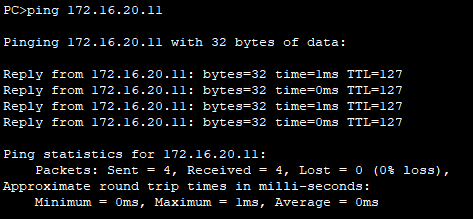 PC>ping 172.16.20.11
Pinging 172.16.20.11 with 32 bytes of data:
Reply from 172.16.20.11: bytes=32 time=1ms TTL=127
Reply from 172.16.20.11: bytes=32 time=0ms TTL=127
Reply from 172.16.20.11: bytes=32 time=1ms TTL=127
Reply from 172.16.20.11: bytes=32 time=0ms TTL=127
Ping statistics for 172.16.20.11:
Packets: Sent = 4, Received = 4, Lost = 0 (0% loss),
Approximate round trip times in milli-seconds:
Minimum = 0ms, Maximum = 1ms, Average = 0ms